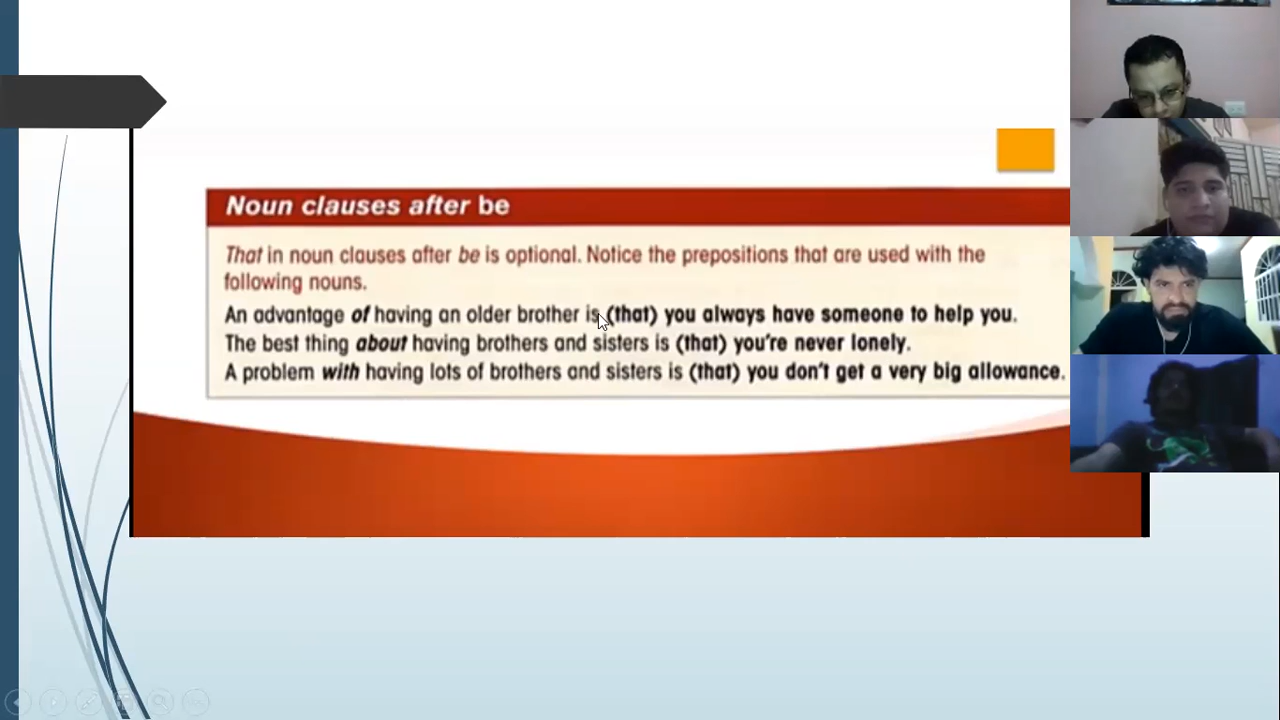 Noun clauses after be
That in noun clauses after be is optional. Notice the prepositions that are used with the
following nouns.
An advantage of having an older brother is (that) you always have someone to help you.
The best thing about having brothers and sisters is (that) you're never lonely.
A problem with having lots of brothers and sisters is (that) you don't get a very big allowance.